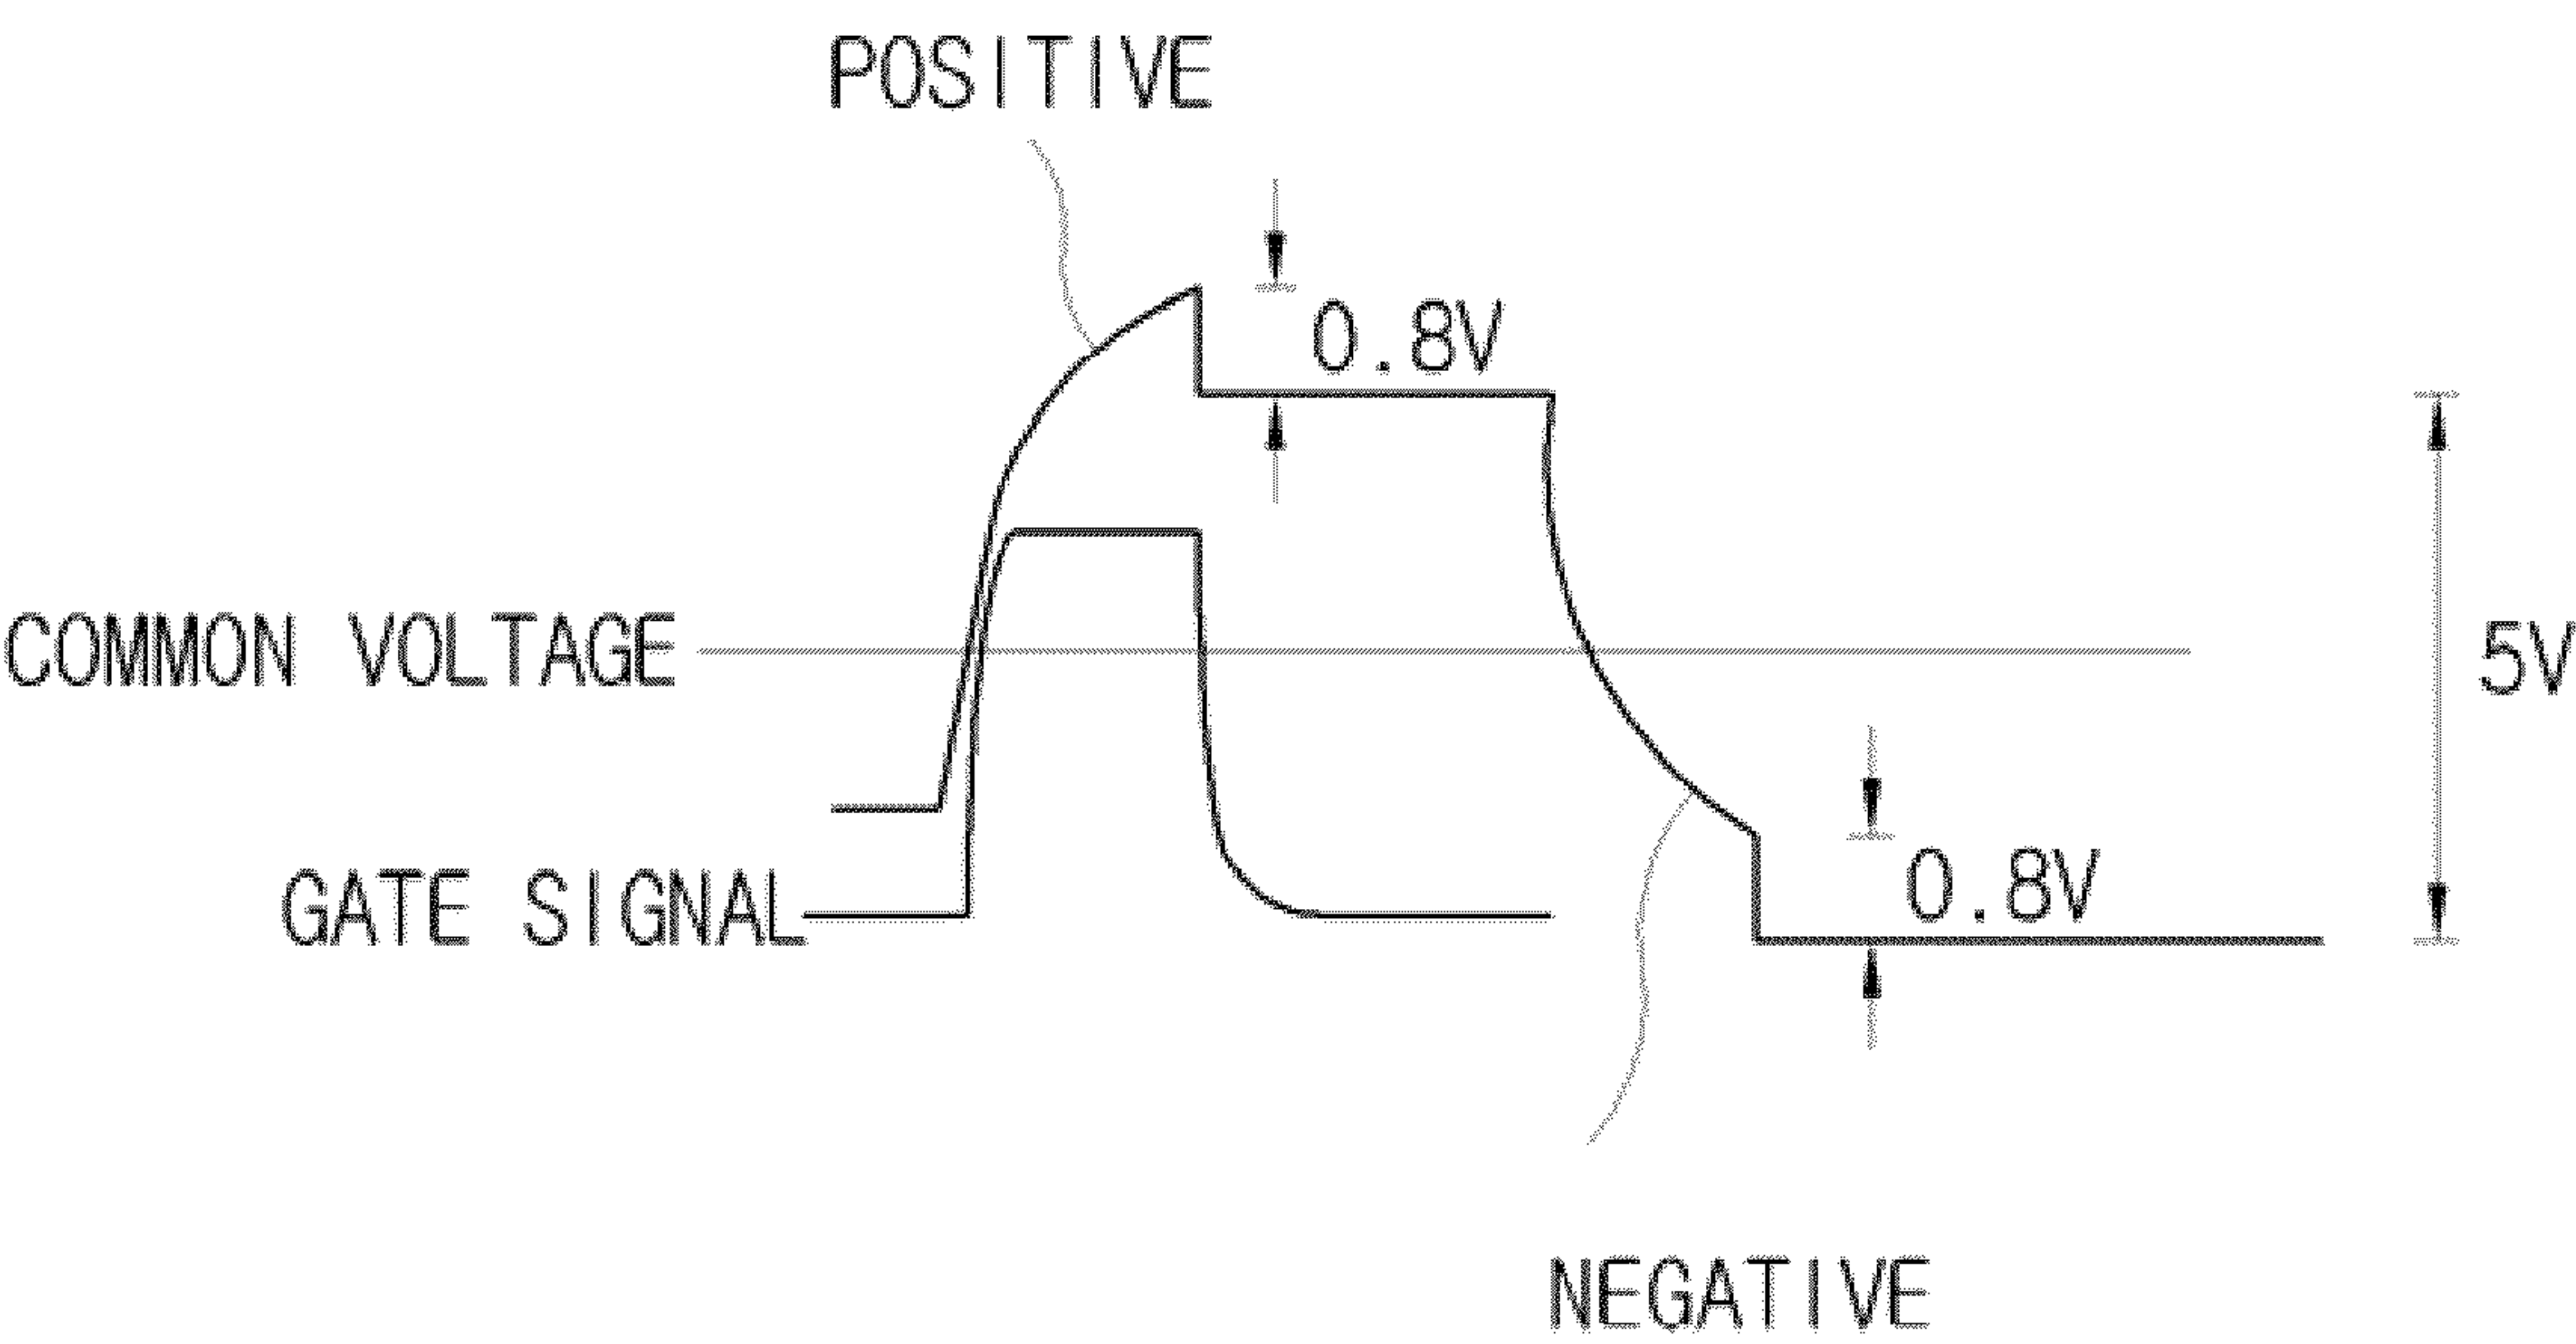 POSITIVE
0.8V
COMMON VOLTAGE
5V
GATE SIGNAL
0.8V
NEGATIVE